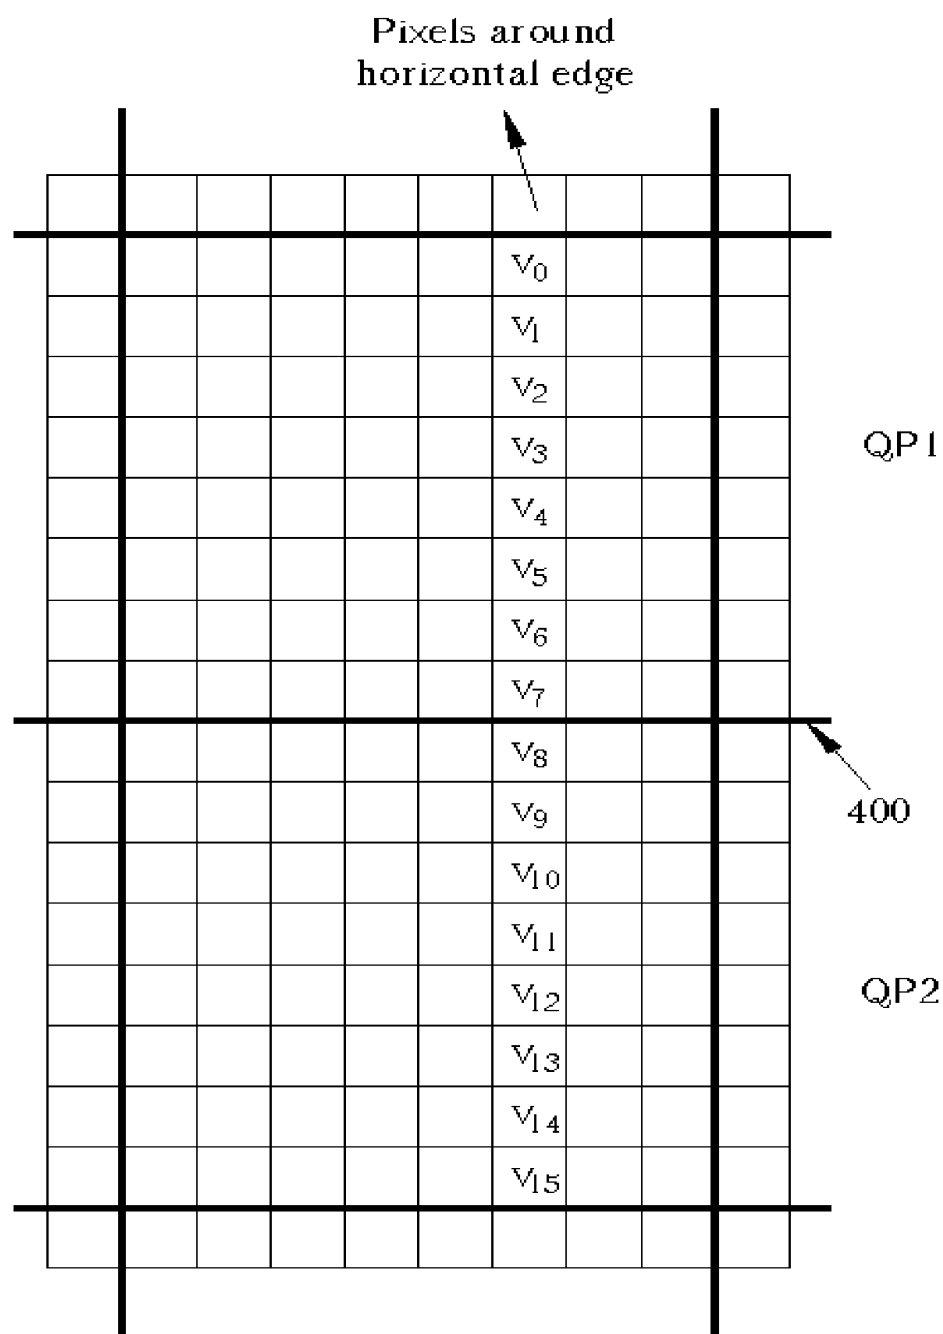 Pixels around
horizontal edge
V0
V1
V2
V3
QP1
V4
V5
V6
V7
V8
400
V9
V10
V11
V12
QP2
V13
V14
V15